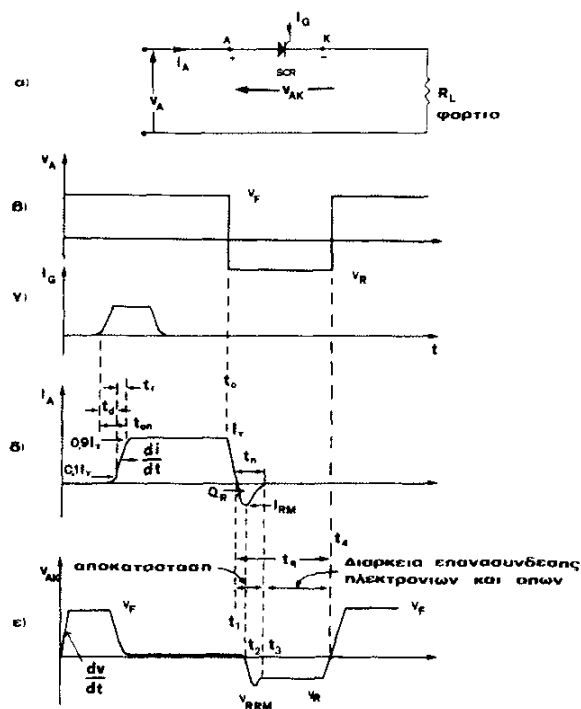 I_G
A
K
α)
I_A
+
SCR
−
V_A
V_AK
R_L
φορτιο
V_A
β)
V_F
V_R
I_G
γ)
t
t_o
I_A
t_r
t_d
t_on
0,9I_T
I_T
δ)
di
dt
t_n
0,1I_T
Q_R
I_RM
t_4
t_q
αποκατασταση
Διαρκεια επανασυνδεσης
ηλεκτρονιων και οπων
V_AK
V_F
t_1
V_F
ε)
t_2
t_3
dv
dt
V_RRM
V_R